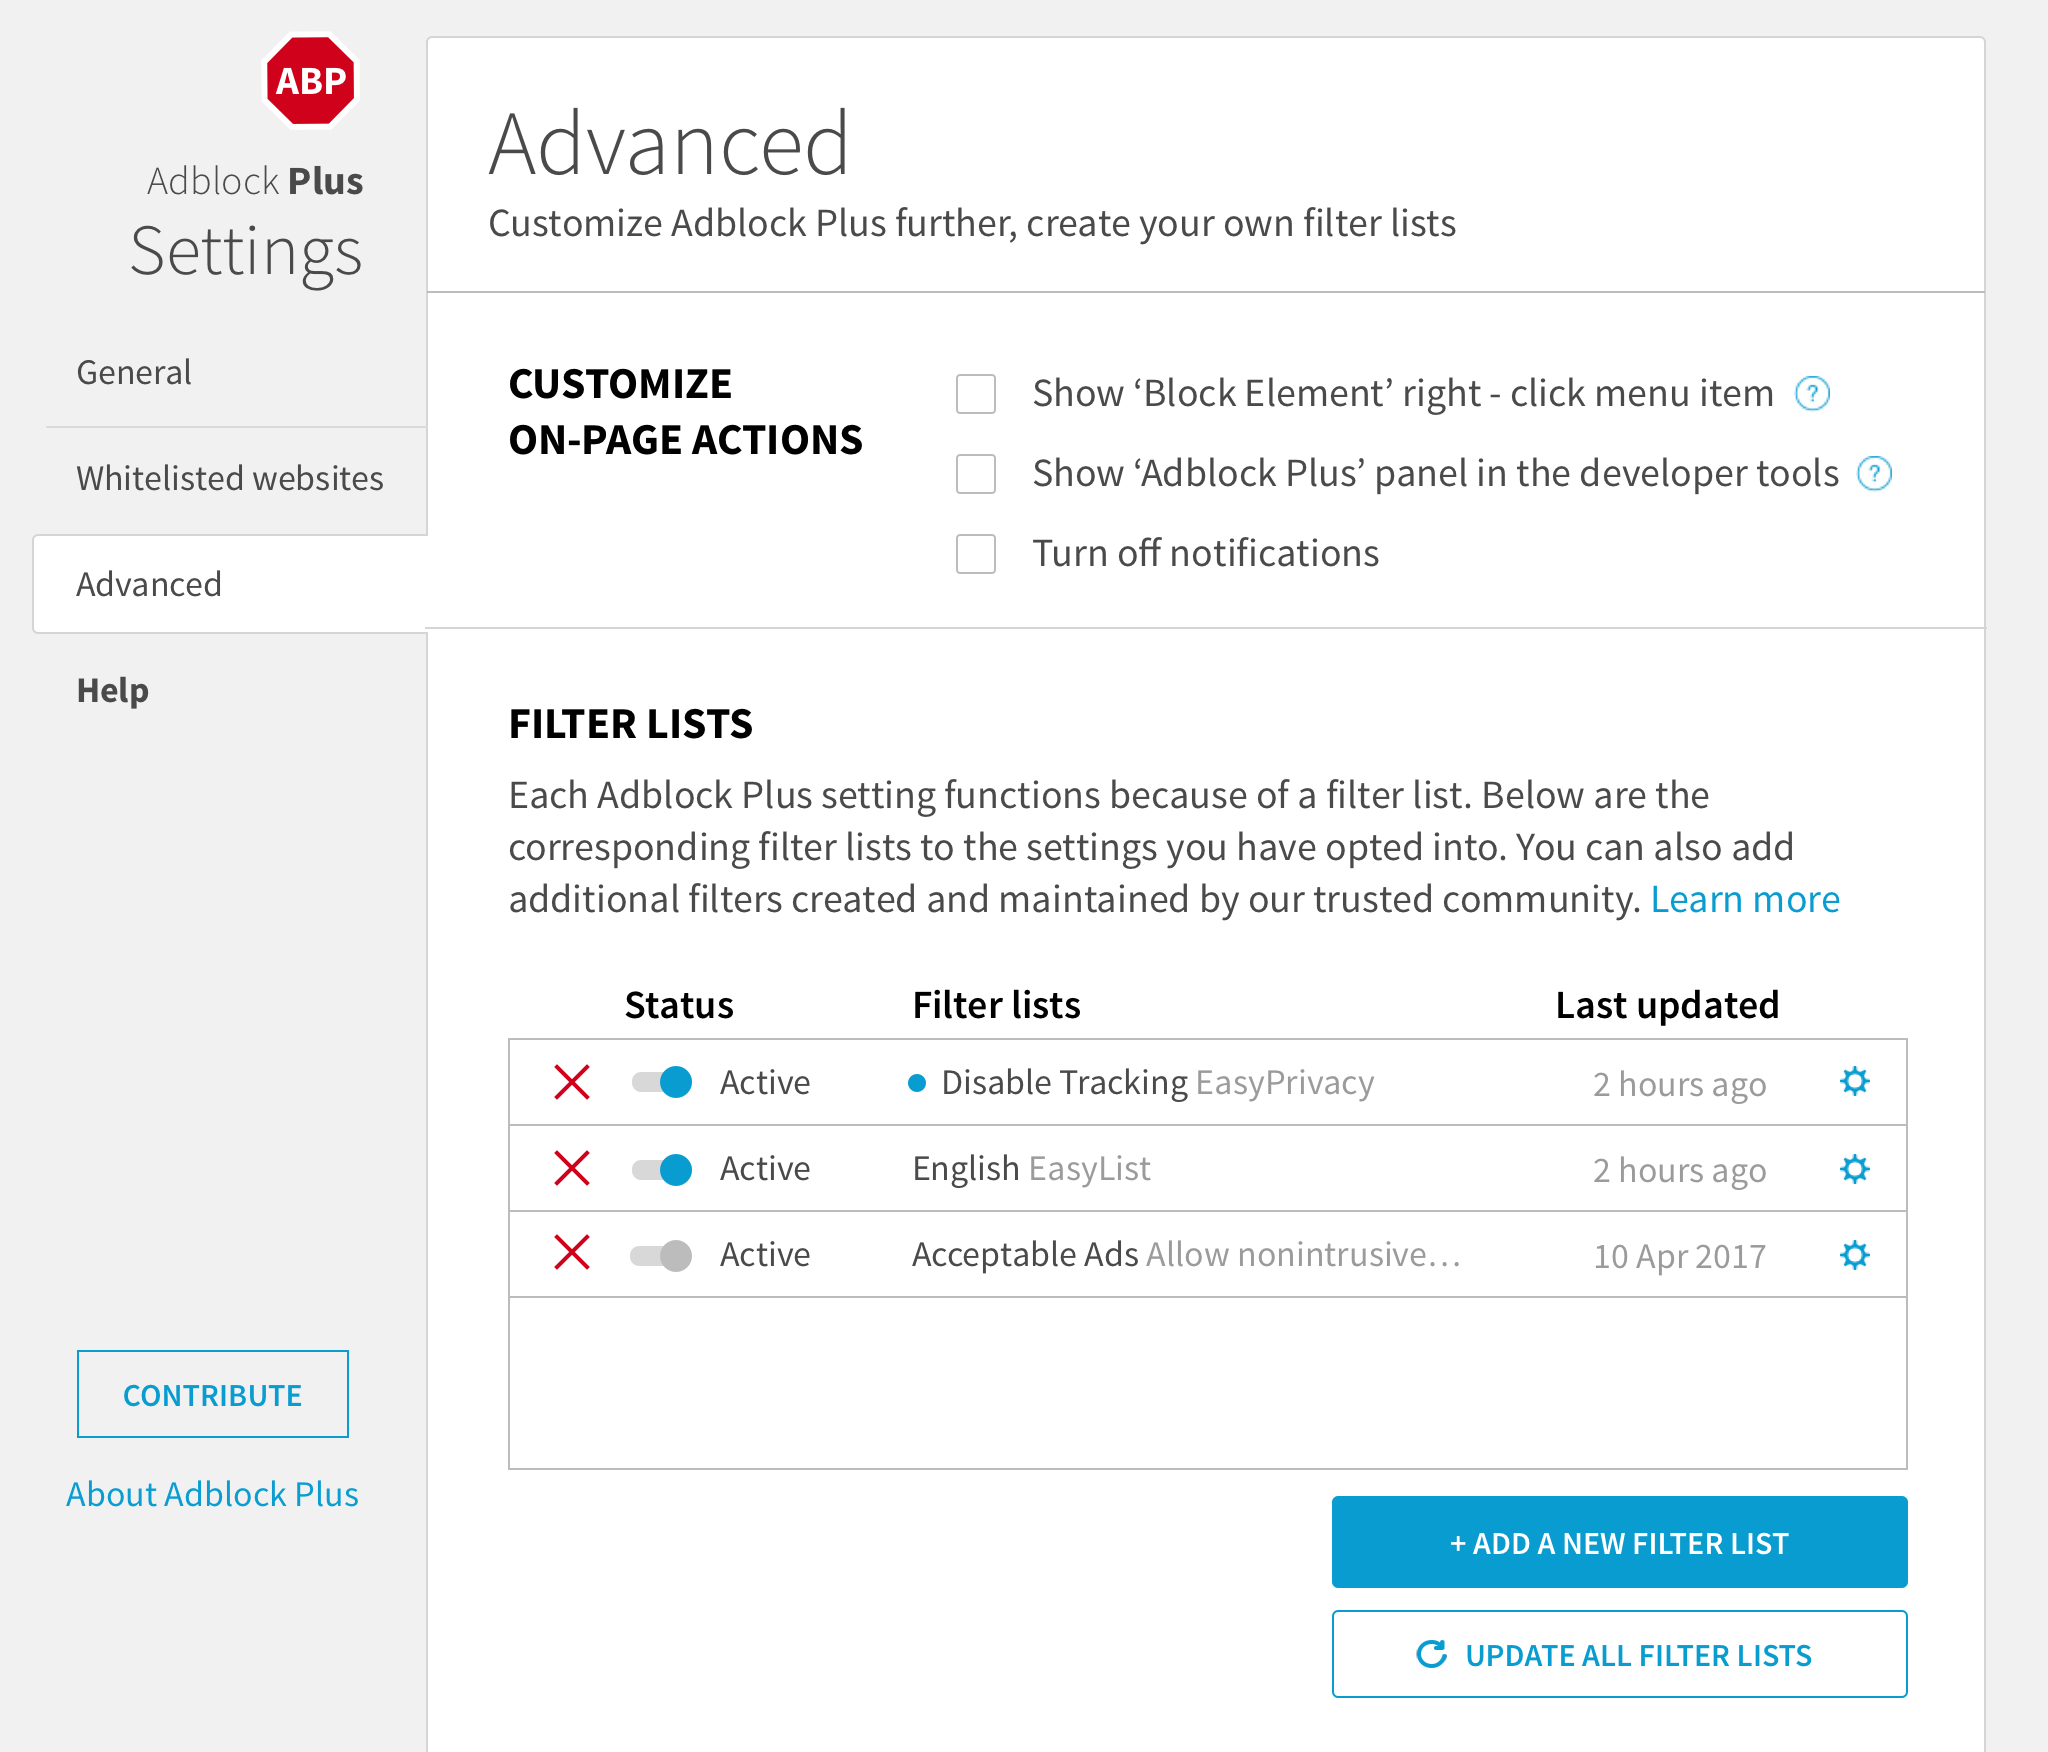 ABP
Adblock Plus
Settings
General
Whitelisted websites
Advanced
Help
CONTRIBUTE
About Adblock Plus
Advanced
Customize Adblock Plus further, create your own filter lists
CUSTOMIZE
ON-PAGE ACTIONS
Show ‘Block Element’ right - click menu item ?
Show ‘Adblock Plus’ panel in the developer tools ?
Turn off notifications
FILTER LISTS
Each Adblock Plus setting functions because of a filter list. Below are the
corresponding filter lists to the settings you have opted into. You can also add
additional filters created and maintained by our trusted community. Learn more
Status Filter lists Last updated
Active Disable Tracking EasyPrivacy 2 hours ago
Active English EasyList 2 hours ago
Active Acceptable Ads Allow nonintrusive... 10 Apr 2017
+ ADD A NEW FILTER LIST
UPDATE ALL FILTER LISTS